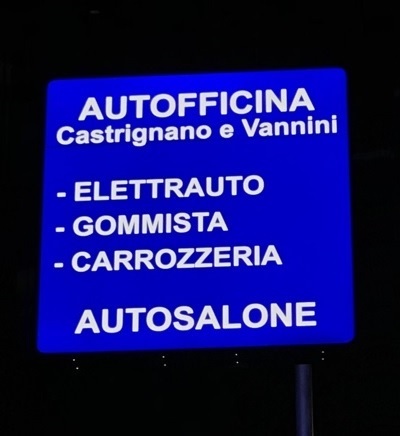 AUTOFFICINA
Castrignano e Vannini
- ELETTRAUTO
- GOMMISTA
- CARROZZERIA
AUTOSALONE